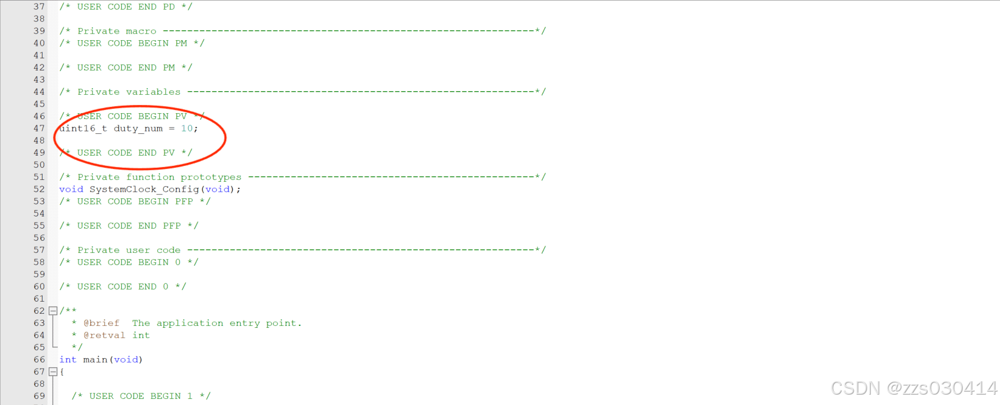 37 /* USER CODE END PD */
38
39 /* Private macro -------------------------------------------------------------*/
40 /* USER CODE BEGIN PM */
41
42 /* USER CODE END PM */
43
44 /* Private variables ---------------------------------------------------------*/
45
46 /* USER CODE BEGIN PV */
47 uint16_t duty_num = 10;
48
49 /* USER CODE END PV */
50
51 /* Private function prototypes -----------------------------------------------*/
52 void SystemClock_Config(void);
53 /* USER CODE BEGIN PFP */
54
55 /* USER CODE END PFP */
56
57 /* Private user code ---------------------------------------------------------*/
58 /* USER CODE BEGIN 0 */
59
60 /* USER CODE END 0 */
61
62 /**
63 * @brief  The application entry point.
64 * @retval int
65 */
66 int main(void)
67 {
68
69 /* USER CODE BEGIN 1 */
CSDN @zzs030414